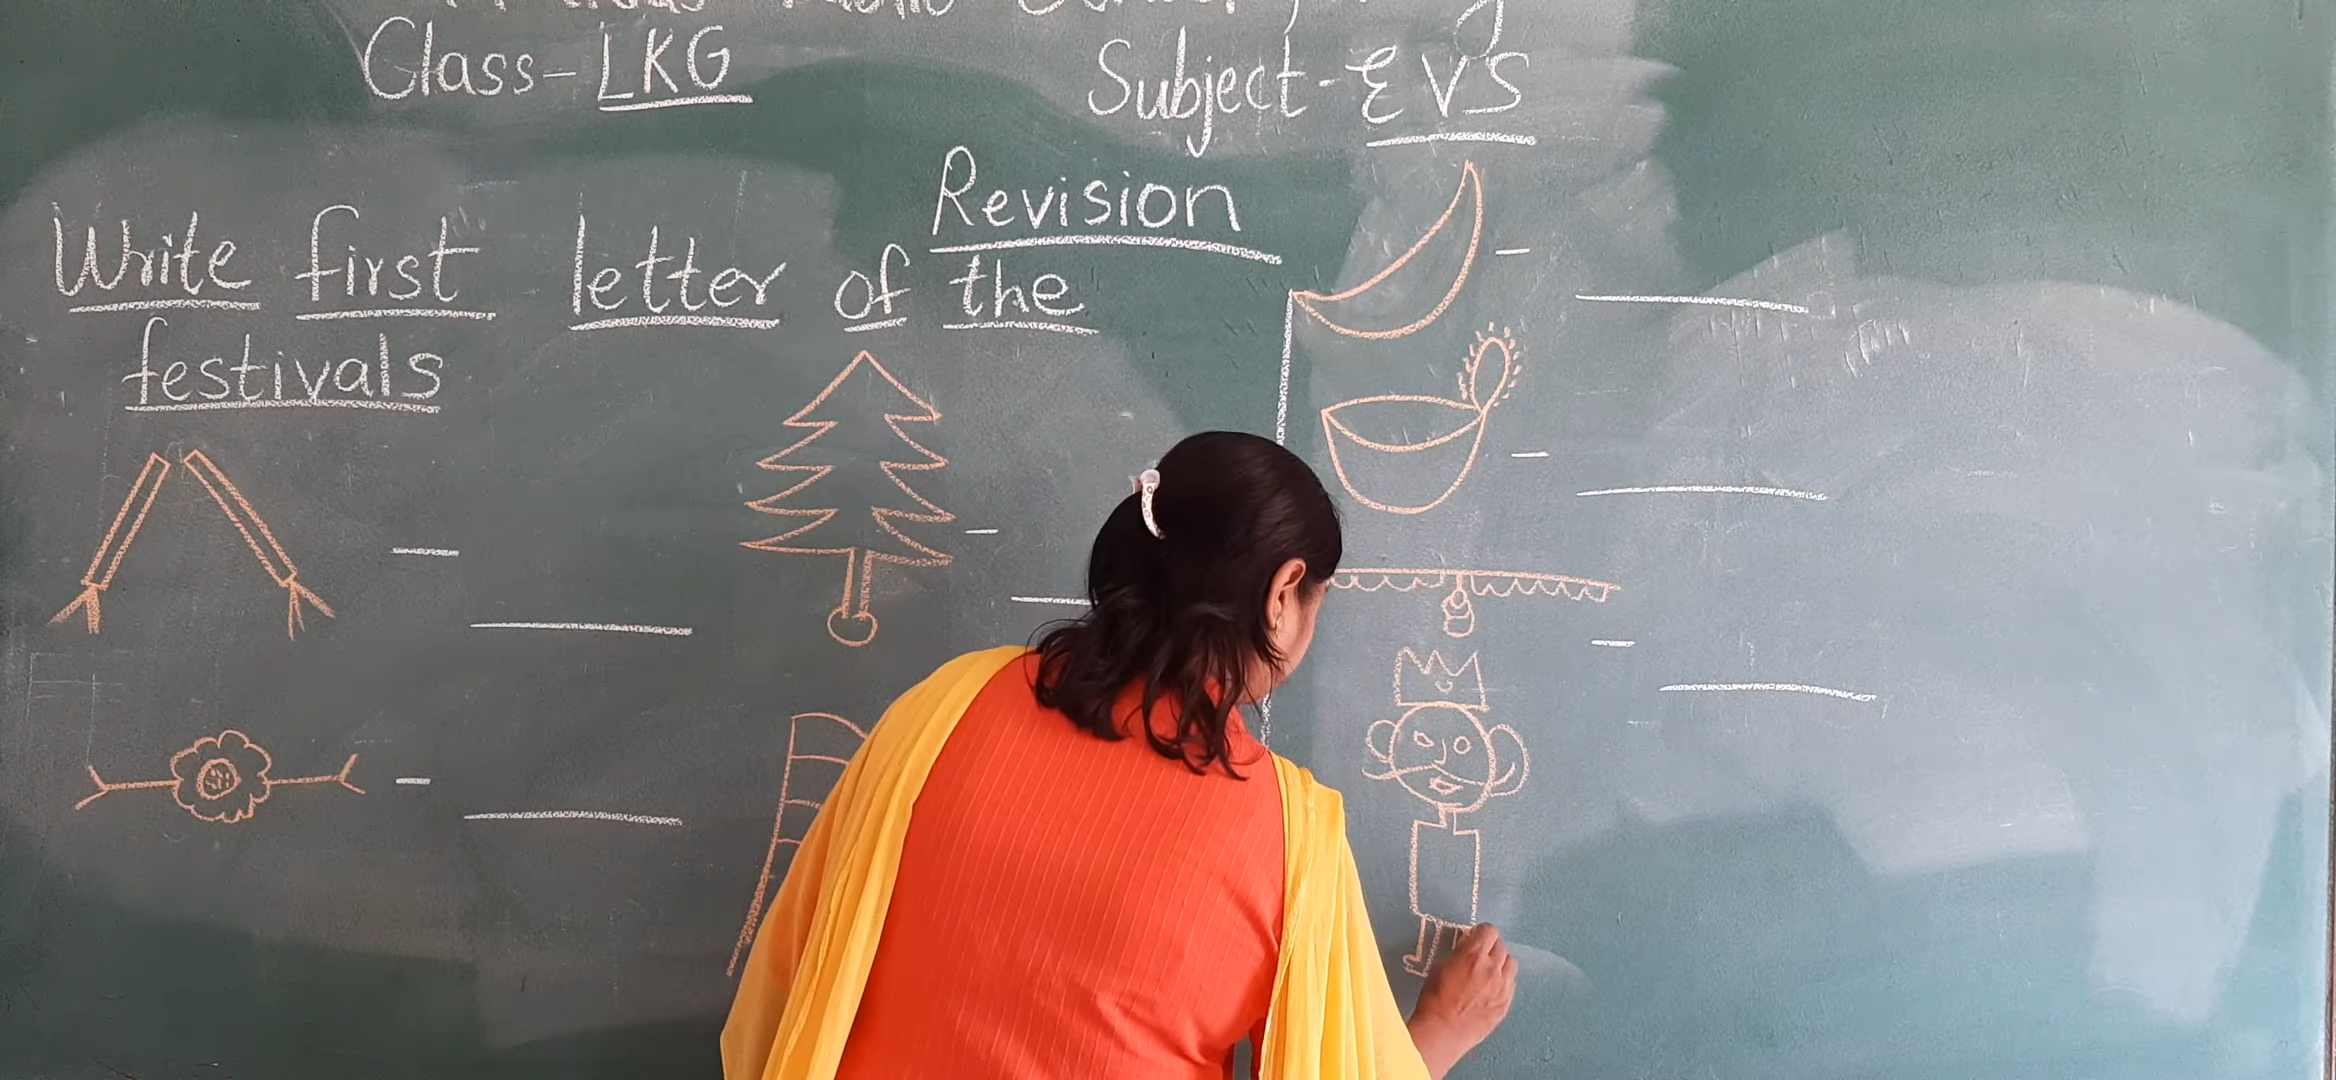 Class-LKG
Subject-EVS
Revision
Write first letter of the
festivals